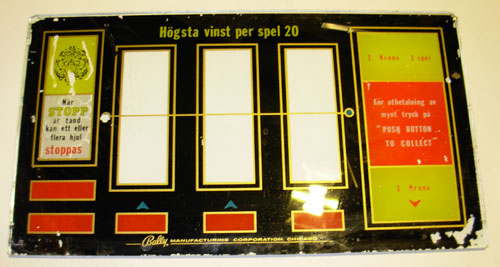 Högsta vinst per spel 20
När
STOPP
är tänd
kan ett eller
flera hjul
stoppas
1 Krona 1 spel
För utbetalning av
mynt tryck på
"PUSH BUTTON
TO COLLECT"
1 Krona
Bally MANUFACTURING CORPORATION, CHICAGO